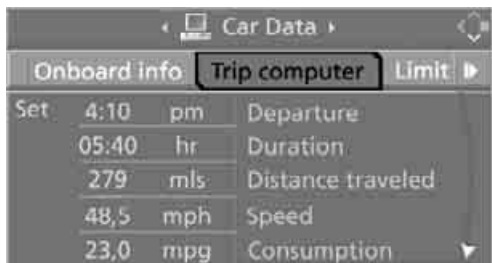 Car Data
Onboard info Trip computer Limit
Set 4:10 pm Departure
05:40 hr Duration
279 mls Distance traveled
48,5 mph Speed
23,0 mpg Consumption